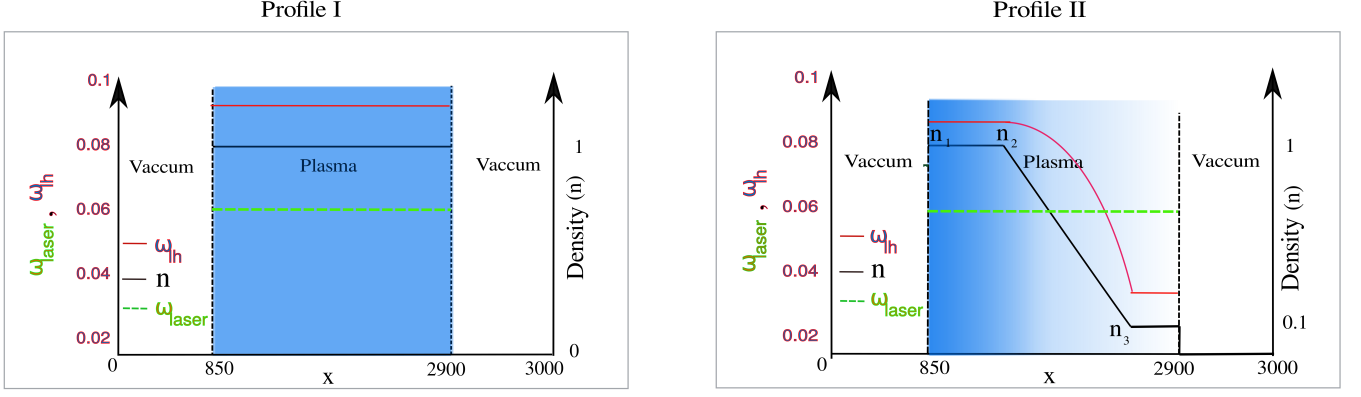 Profile I
0.1
0.08
0.06
0.04
0.02
ω_laser , ω_lh
Vaccum
Plasma
Vaccum
ω_lh
n
ω_laser
1
0
Density (n)
0
850
x
2900
3000
Profile II
0.1
0.08
0.06
0.04
0.02
ω_laser , ω_lh
Vaccum
n_1
n_2
Plasma
Vaccum
ω_lh
n
ω_laser
n_3
1
0.1
Density (n)
0
850
x
2900
3000